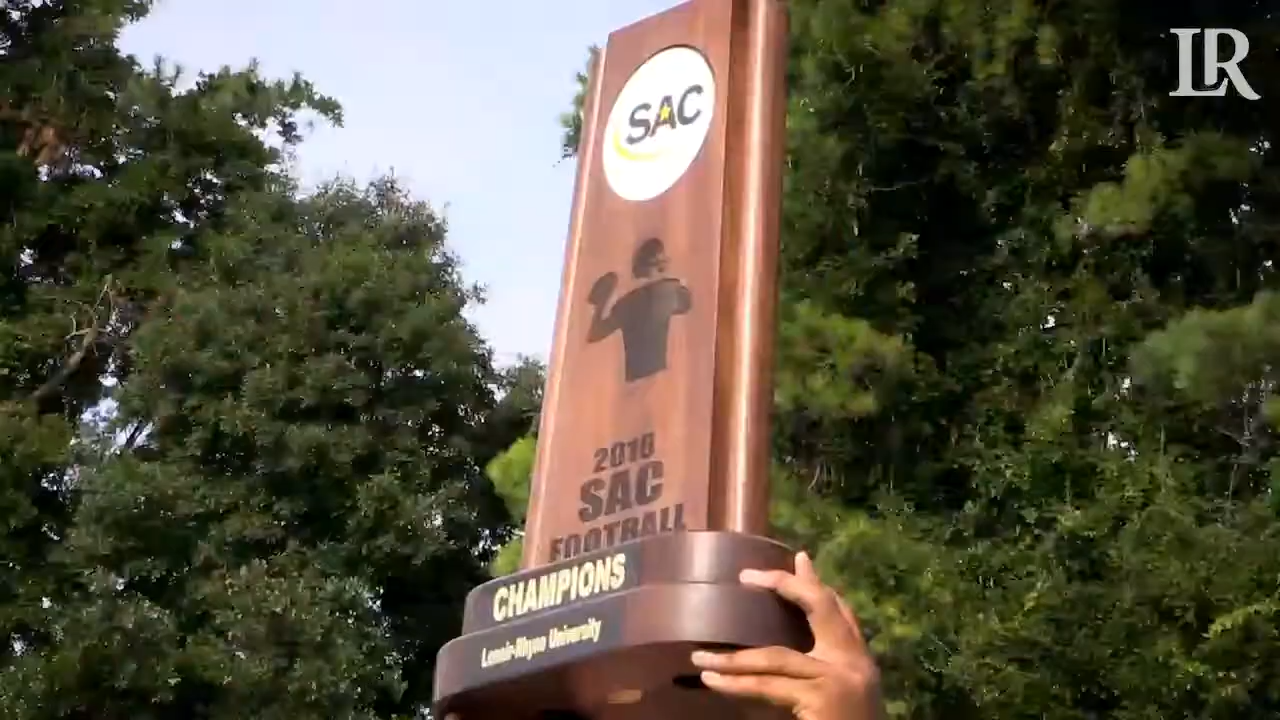 LR
SAC
2018
SAC
FOOTBALL
CHAMPIONS
Lenoir-Rhyne University